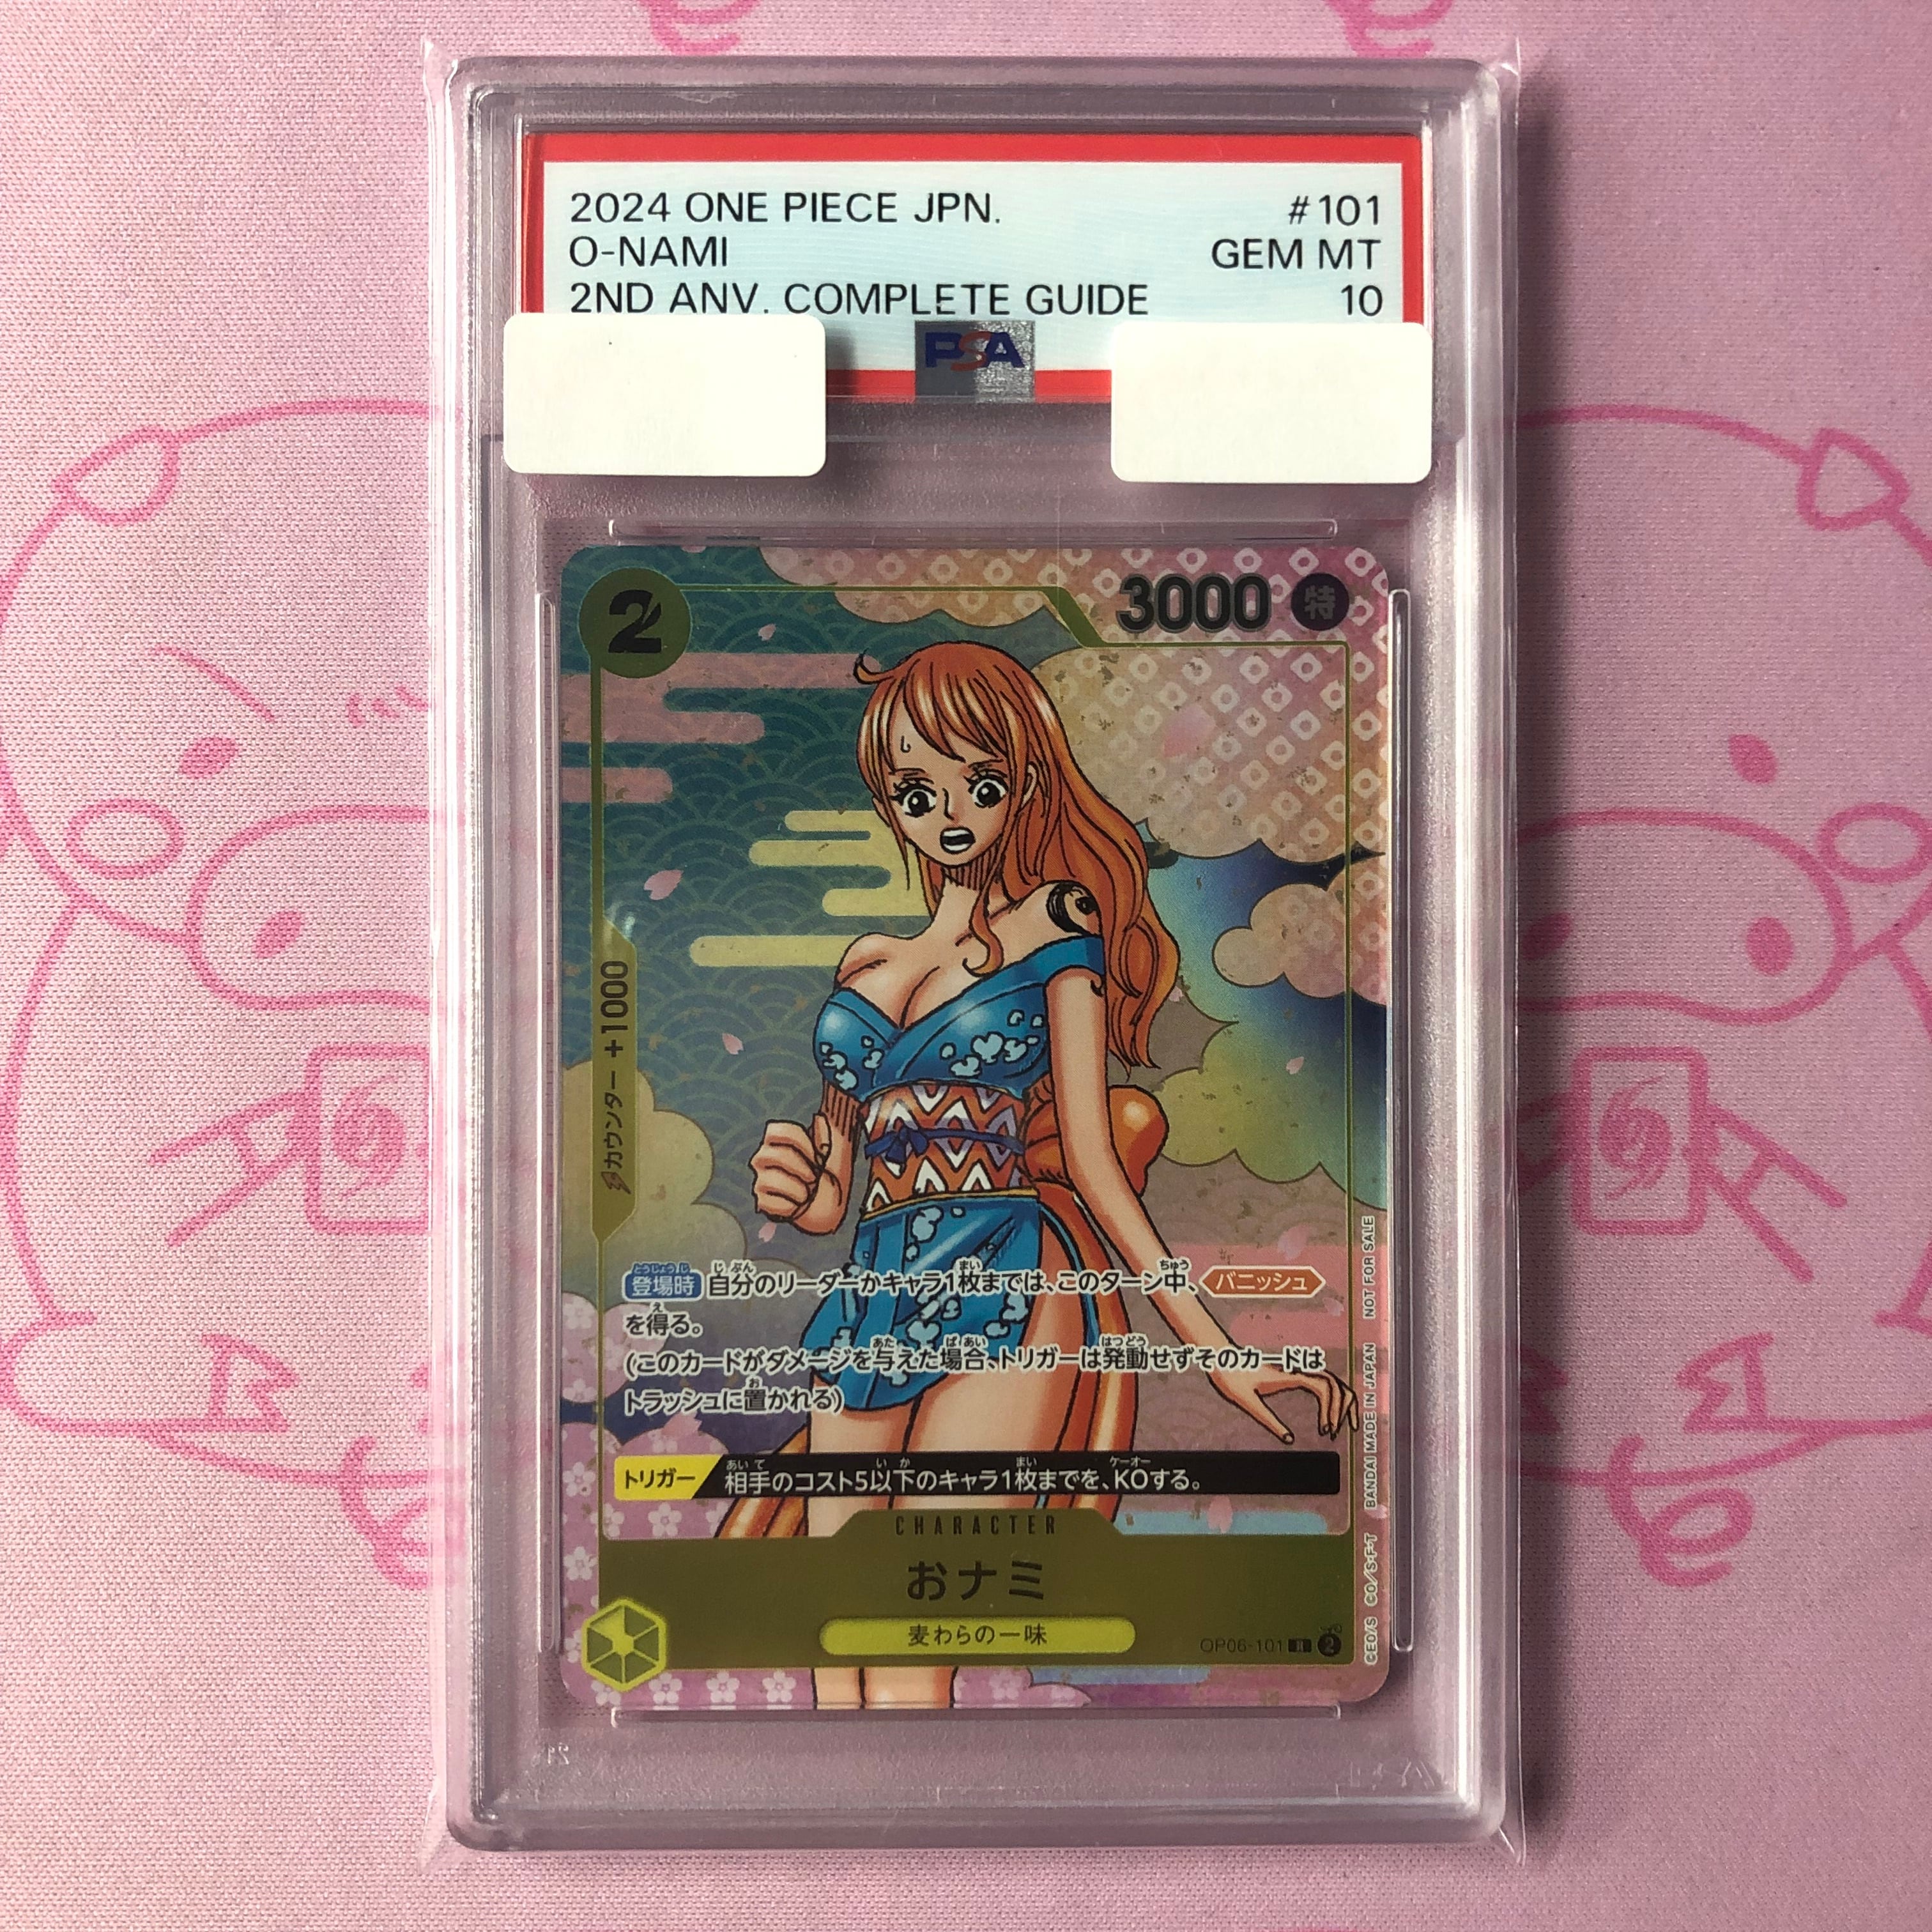 2024 ONE PIECE JPN. #101
O-NAMI GEM MT
2ND ANV. COMPLETE GUIDE 10
PSA
2
3000 特
カウンター +1000
登場時 自分のリーダーかキャラ1枚までは、このターン中、バニッシュ
を得る。
(このカードがダメージを与えた場合、トリガーは発動せずそのカードは
トラッシュに置かれる)
トリガー 相手のコスト5以下のキャラ1枚までを、KOする。
CHARACTER
おナミ
麦わらの一味
OP06-101 R 2
©EO/S ©O/S・F・T BANDAI MADE IN JAPAN NOT FOR SALE